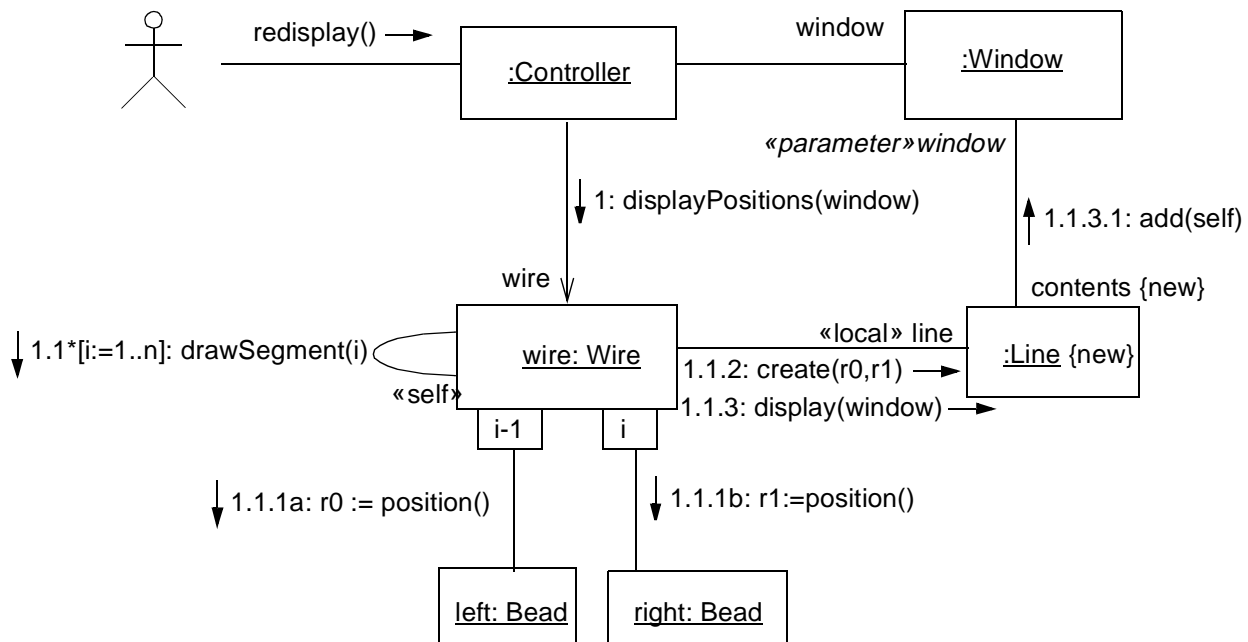 redisplay()
window
:Controller
:Window
«parameter»window
1: displayPositions(window)
1.1.3.1: add(self)
wire
contents {new}
1.1*[i:=1..n]: drawSegment(i)
wire: Wire
«local» line
:Line {new}
1.1.2: create(r0,r1)
«self»
1.1.3: display(window)
i-1
i
1.1.1a: r0 := position()
1.1.1b: r1:=position()
left: Bead
right: Bead